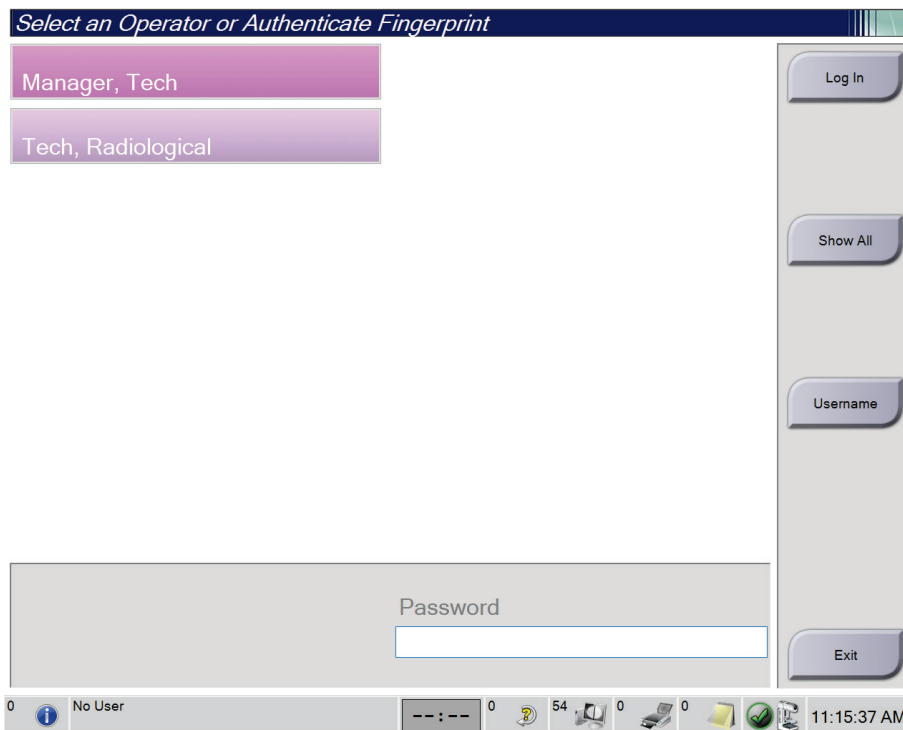 Select an Operator or Authenticate Fingerprint
Manager, Tech
Log In
Tech, Radiological
Show All
Username
Password
Exit
0 No User --:-- 0 54 0 0 11:15:37 AM